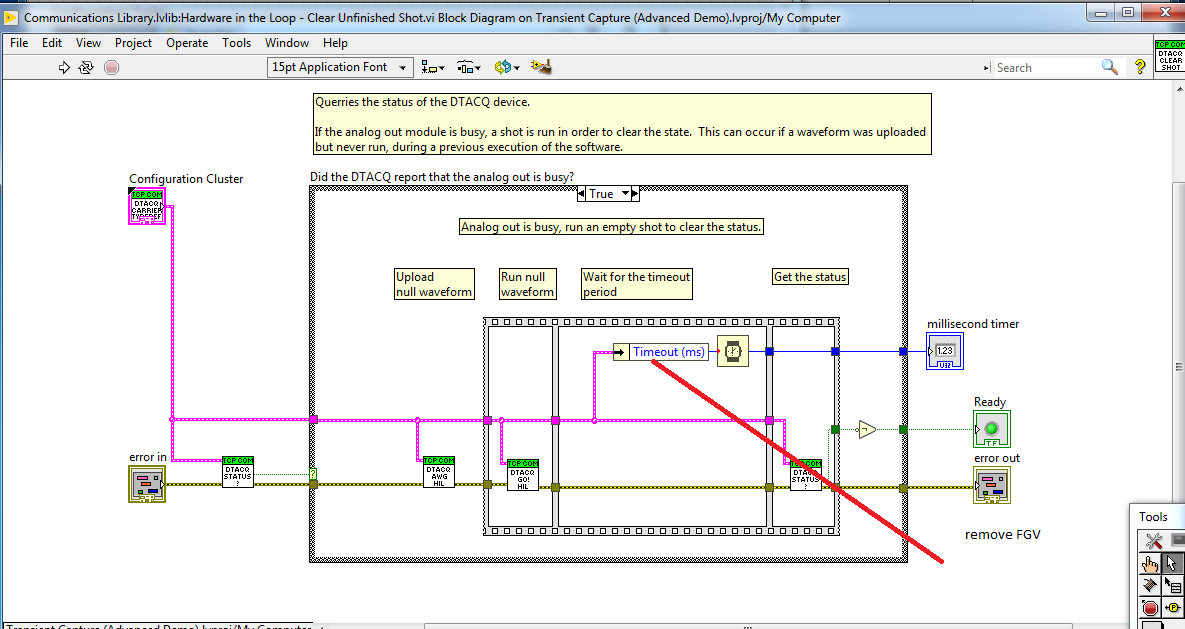 Communications Library.lvlib:Hardware in the Loop - Clear Unfinished Shot.vi Block Diagram on Transient Capture (Advanced Demo).lvproj/My Computer
File Edit View Project Operate Tools Window Help
15pt Application Font
Search
?
TCP COM
DTACQ
CLEAR
SHOT
Querries the status of the DTACQ device.
If the analog out module is busy, a shot is run in order to clear the state. This can occur if a waveform was uploaded
but never run, during a previous execution of the software.
Configuration Cluster
TCP COM
DTACQ
CARRIER
TYPEDEF
Did the DTACQ report that the analog out is busy?
True
Analog out is busy, run an empty shot to clear the status.
Upload
null waveform
Run null
waveform
Wait for the timeout
period
Get the status
Timeout (ms)
millisecond timer
1.23
U32
Ready
TF
error in
TCP COM
DTACQ
STATUS
?
?
TCP COM
DTACQ
AWG
HIL
TCP COM
DTACQ
GO!
HIL
TCP COM
DTACQ
STATUS
?
error out
remove FGV
Tools
Transient Capture (Advanced Demo).lvproj/My Computer